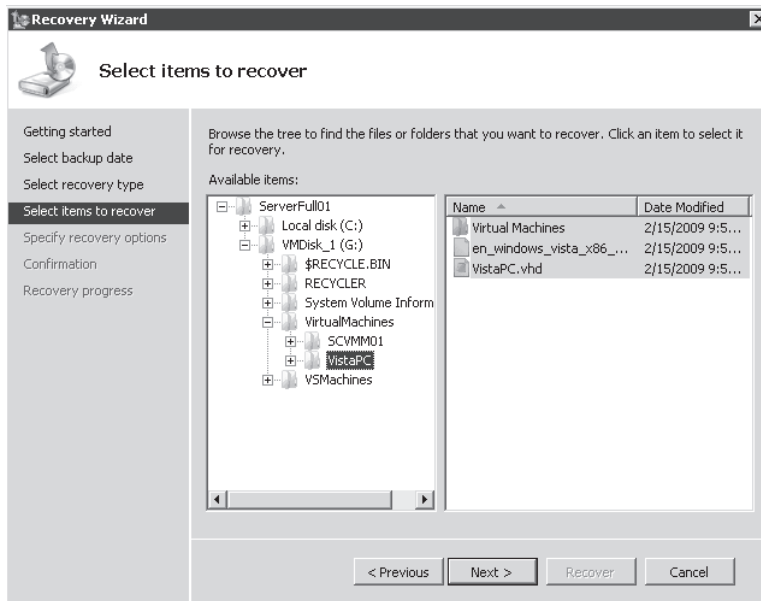 Recovery Wizard
Select items to recover
Getting started
Select backup date
Select recovery type
Select items to recover
Specify recovery options
Confirmation
Recovery progress
Browse the tree to find the files or folders that you want to recover. Click an item to select it
for recovery.
Available items:
ServerFull01
Local disk (C:)
VMDisk_1 (G:)
$RECYCLE.BIN
RECYCLER
System Volume Inform
VirtualMachines
SCVMM01
VistaPC
VSMachines
Name Date Modified
Virtual Machines 2/15/2009 9:5...
en_windows_vista_x86_... 2/15/2009 9:5...
VistaPC.vhd 2/15/2009 9:5...
< Previous Next > Recover Cancel